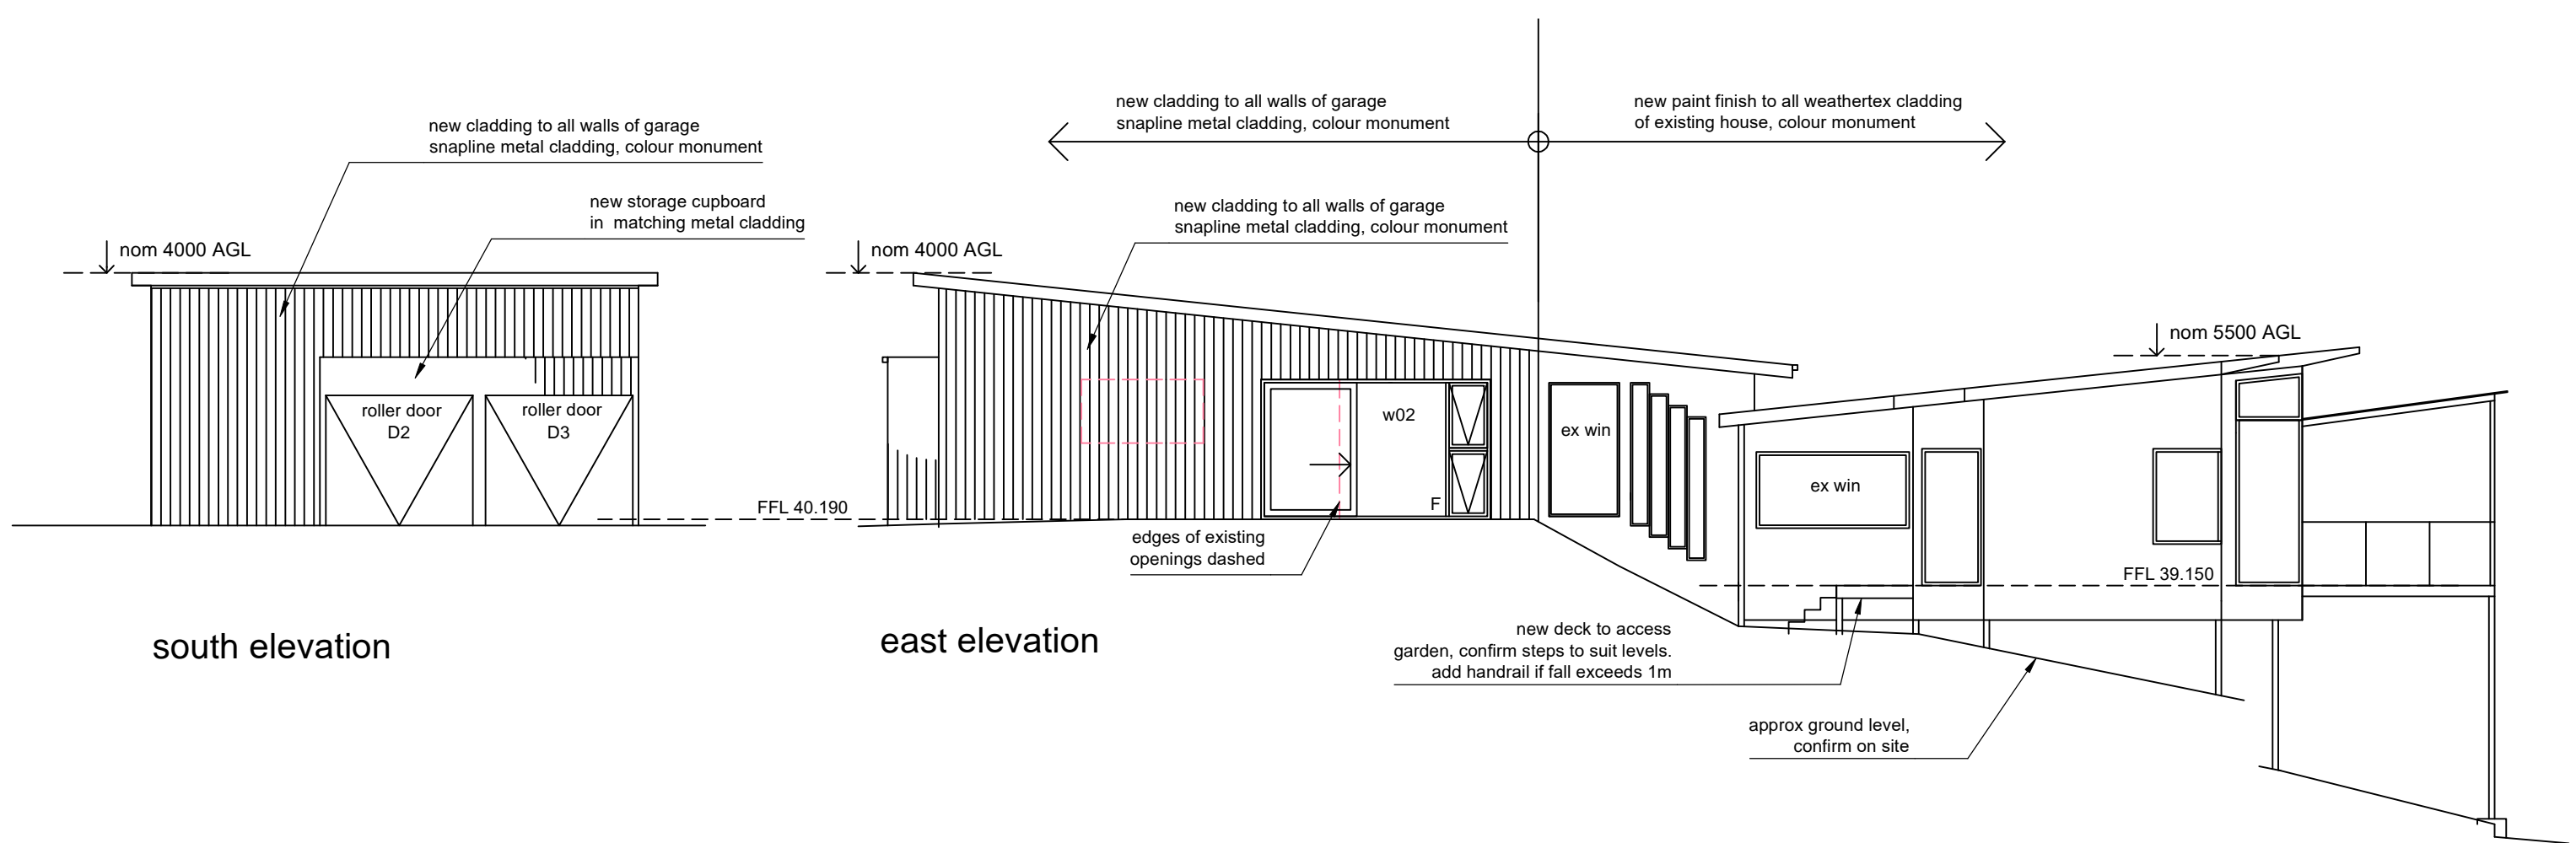 new cladding to all walls of garage
snapline metal cladding, colour monument
new storage cupboard
in  matching metal cladding
nom 4000 AGL
roller door
D2
roller door
D3
FFL 40.190
south elevation
new cladding to all walls of garage
snapline metal cladding, colour monument
new paint finish to all weathertex cladding
of existing house, colour monument
new cladding to all walls of garage
snapline metal cladding, colour monument
nom 4000 AGL
nom 5500 AGL
w02
F
ex win
ex win
edges of existing
openings dashed
FFL 39.150
east elevation
new deck to access
garden, confirm steps to suit levels.
add handrail if fall exceeds 1m
approx ground level,
confirm on site